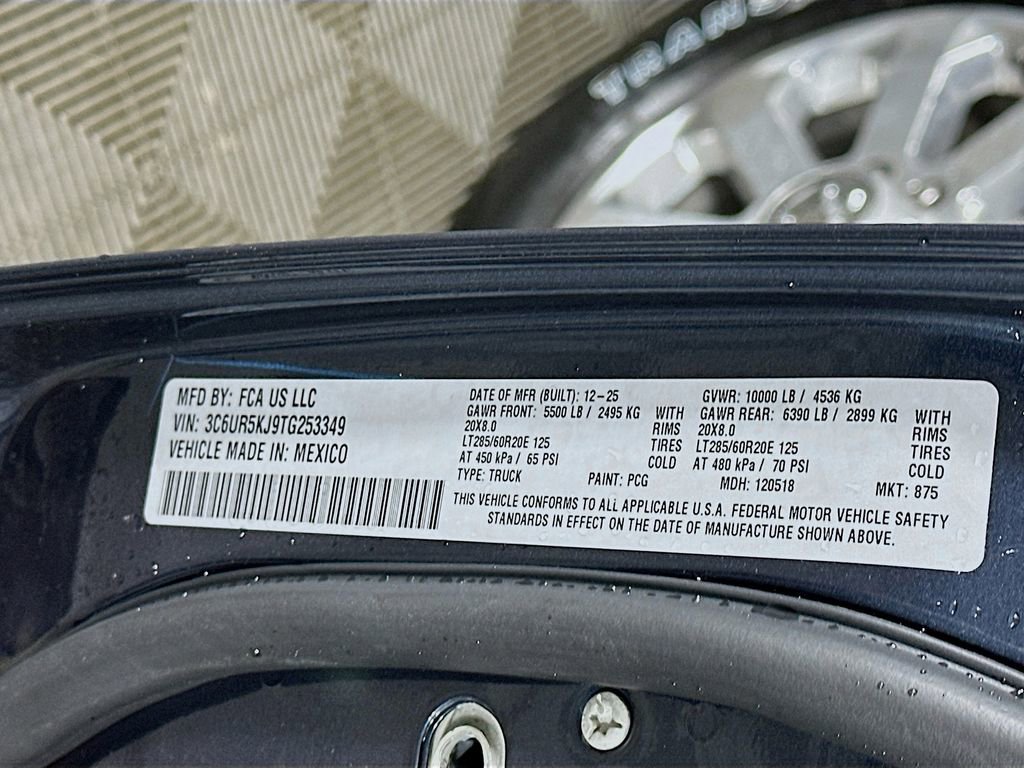 TRANS
MFD BY: FCA US LLC
VIN: 3C6UR5KJ9TG253349
VEHICLE MADE IN: MEXICO
DATE OF MFR (BUILT): 12-25
GAWR FRONT: 5500 LB / 2495 KG WITH
20X8.0 RIMS
LT285/60R20E 125 TIRES
AT 450 kPa / 65 PSI COLD
TYPE: TRUCK PAINT: PCG
GVWR: 10000 LB / 4536 KG
GAWR REAR: 6390 LB / 2899 KG WITH
20X8.0 RIMS
LT285/60R20E 125 TIRES
AT 480 kPa / 70 PSI COLD
MDH: 120518 MKT: 875
THIS VEHICLE CONFORMS TO ALL APPLICABLE U.S.A. FEDERAL MOTOR VEHICLE SAFETY
STANDARDS IN EFFECT ON THE DATE OF MANUFACTURE SHOWN ABOVE.